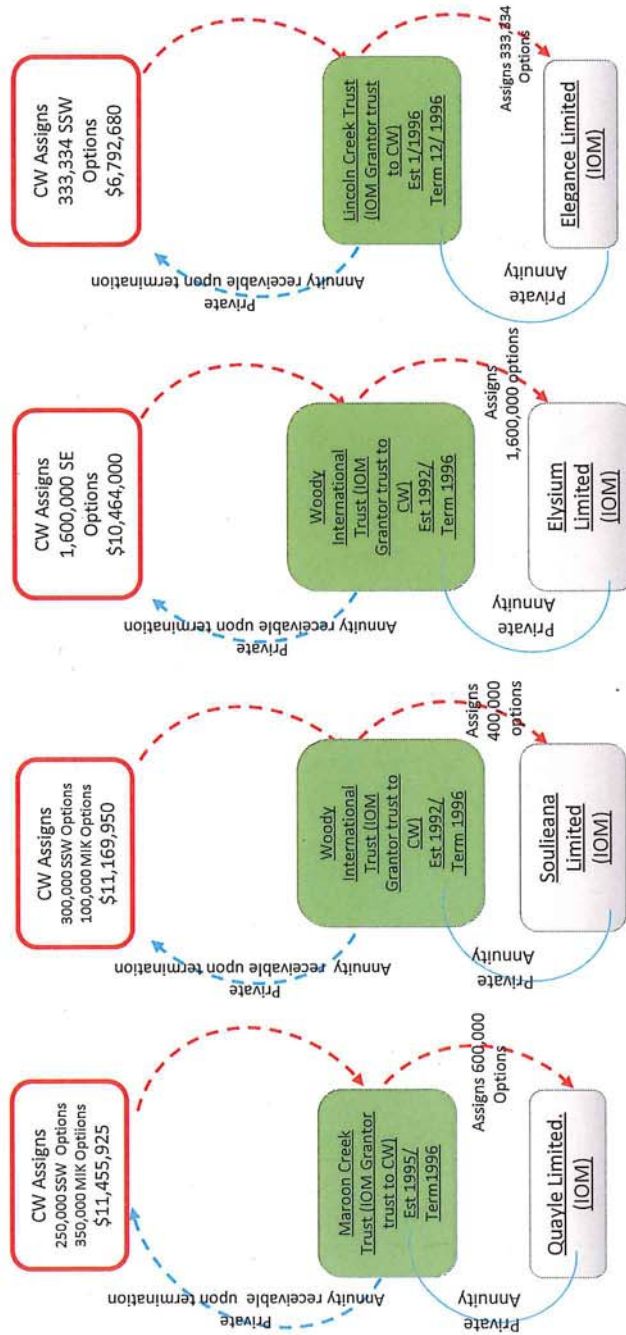 CW Assigns
250,000 SSW Options
350,000 MIK Optiions
$11,455,925
Private
Annuity receivable upon termination
Maroon Creek
Trust (IOM Grantor
trust to CW)
Est 1995/
Term1996
Assigns 600,000
Options
Private
Annuity
Quayle Limited.
(IOM)
CW Assigns
300,000 SSW Options
100,000 MIK Options
$11,169,950
Private
Annuity receivable upon termination
Woody
International
Trust (IOM
Grantor trust to
CW)
Est 1992/
Term 1996
Assigns
400,000
options
Private
Annuity
Soulieana
Limited
(IOM)
CW Assigns
1,600,000 SE
Options
$10,464,000
Private
Annuity receivable upon termination
Woody
International
Trust (IOM
Grantor trust to
CW)
Est 1992/
Term 1996
Assigns
1,600,000 options
Private
Annuity
Elysium
Limited
(IOM)
CW Assigns
333,334 SSW
Options
$6,792,680
Private
Annuity receivable upon termination
Lincoln Creek Trust
(IOM Grantor trust
to CW)
Est 1/1996
Term 12/ 1996
Assigns 333,334
Options
Private
Annuity
Elegance Limited
(IOM)